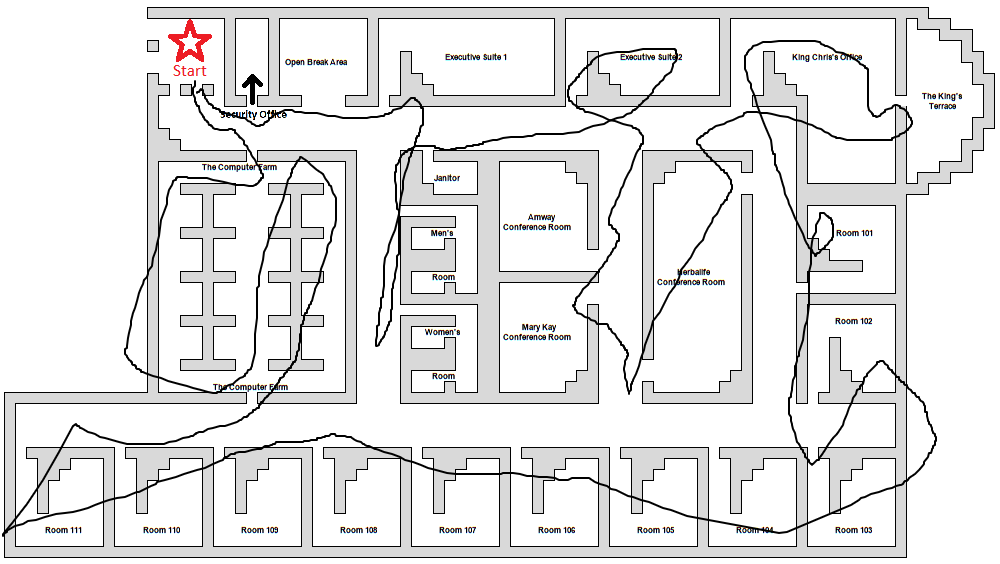 Start
Open Break Area
Executive Suite 1
Executive Suite 2
King Chris's Office
The King's
Terrace
Security Office
The Computer Farm
Janitor
Amway
Conference Room
Men's
Room
Herbalife
Conference Room
Room 101
Women's
Room
Mary Kay
Conference Room
Room 102
The Computer Farm
Room 111
Room 110
Room 109
Room 108
Room 107
Room 106
Room 105
Room 104
Room 103